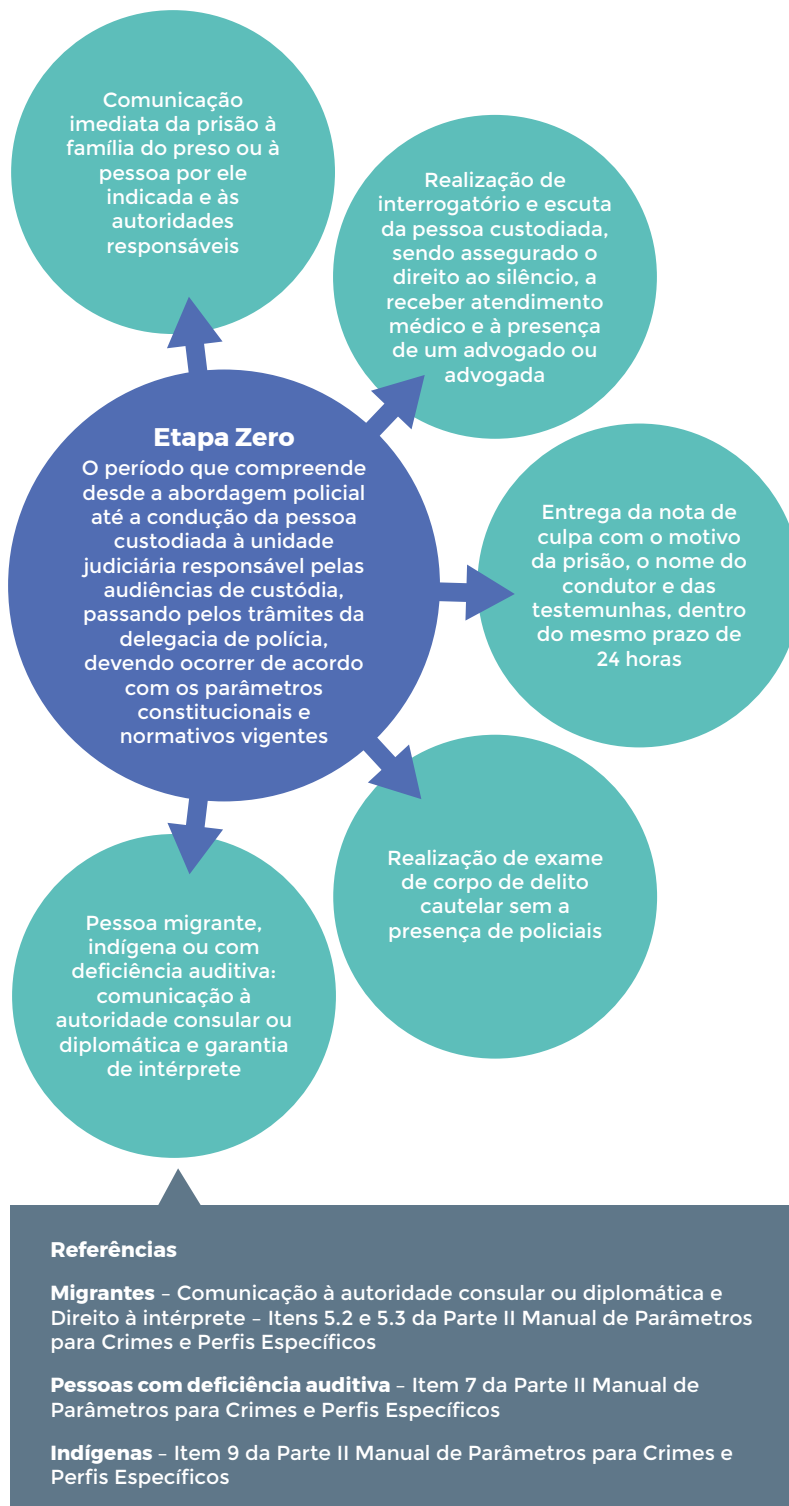 Comunicação
imediata da prisão à
família do preso ou à
pessoa por ele
indicada e às
autoridades
responsáveis
Realização de
interrogatório e escuta
da pessoa custodiada,
sendo assegurado o
direito ao silêncio, a
receber atendimento
médico e à presença
de um advogado ou
advogada
Etapa Zero
O período que compreende
desde a abordagem policial
até a condução da pessoa
custodiada à unidade
judiciária responsável pelas
audiências de custódia,
passando pelos trâmites da
delegacia de polícia,
devendo ocorrer de acordo
com os parâmetros
constitucionais e
normativos vigentes
Entrega da nota de
culpa com o motivo
da prisão, o nome do
condutor e das
testemunhas, dentro
do mesmo prazo de
24 horas
Realização de exame
de corpo de delito
cautelar sem a
presença de policiais
Pessoa migrante,
indígena ou com
deficiência auditiva:
comunicação à
autoridade consular ou
diplomática e garantia
de intérprete
Referências
Migrantes – Comunicação à autoridade consular ou diplomática e
Direito à intérprete – Itens 5.2 e 5.3 da Parte II Manual de Parâmetros
para Crimes e Perfis Específicos
Pessoas com deficiência auditiva – Item 7 da Parte II Manual de
Parâmetros para Crimes e Perfis Específicos
Indígenas – Item 9 da Parte II Manual de Parâmetros para Crimes e
Perfis Específicos